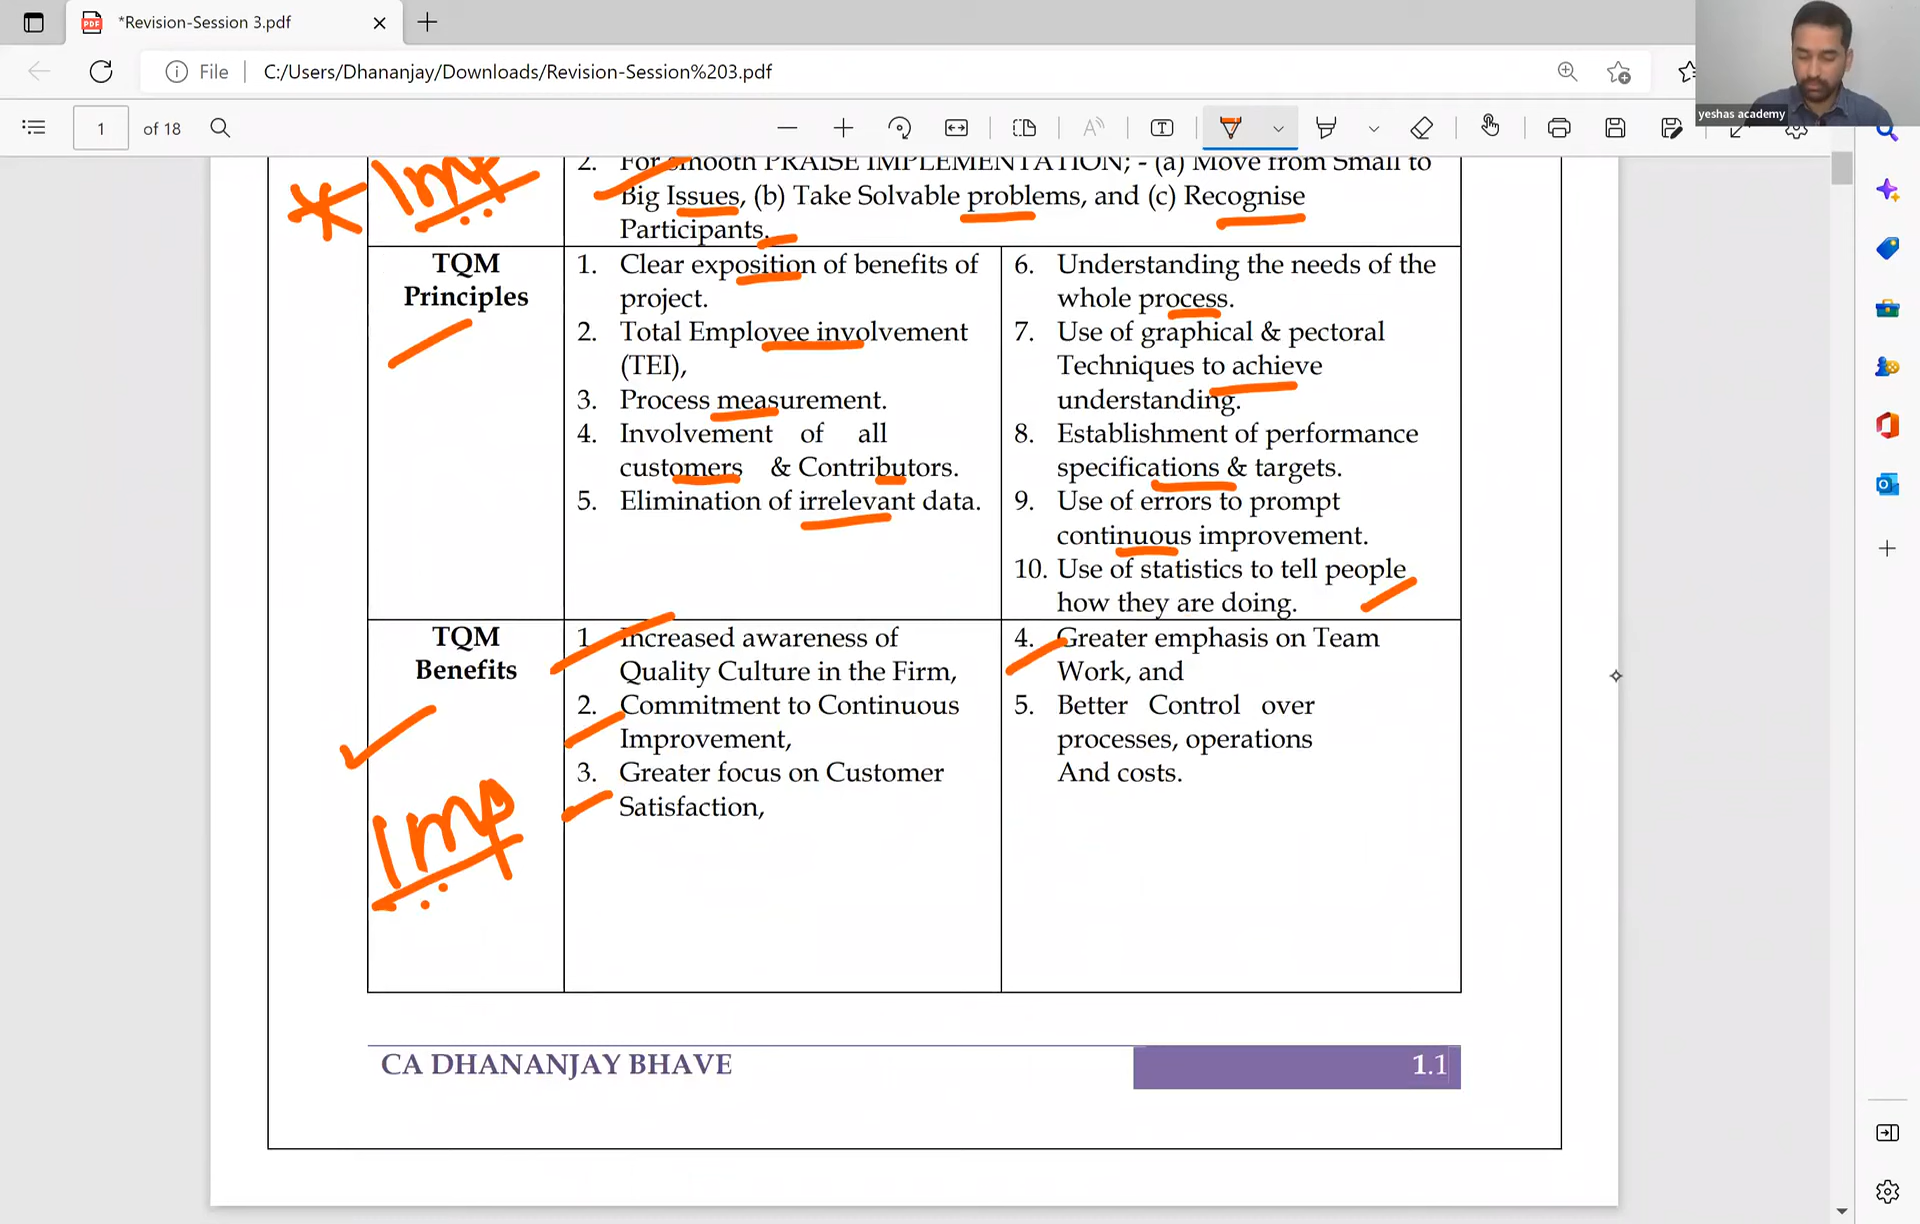 *Revision-Session 3.pdf
File
C:/Users/Dhananjay/Downloads/Revision-Session%203.pdf
yeshas academy
1
of 18
Imp
2. For smooth PRAISE IMPLEMENTATION; - (a) Move from Small to
Big Issues, (b) Take Solvable problems, and (c) Recognise
Participants.
TQM
Principles
1. Clear exposition of benefits of
project.
2. Total Employee involvement
(TEI),
3. Process measurement.
4. Involvement of all
customers & Contributors.
5. Elimination of irrelevant data.
6. Understanding the needs of the
whole process.
7. Use of graphical & pectoral
Techniques to achieve
understanding.
8. Establishment of performance
specifications & targets.
9. Use of errors to prompt
continuous improvement.
10. Use of statistics to tell people
how they are doing.
TQM
Benefits
Imp
1. Increased awareness of
Quality Culture in the Firm,
2. Commitment to Continuous
Improvement,
3. Greater focus on Customer
Satisfaction,
4. Greater emphasis on Team
Work, and
5. Better Control over
processes, operations
And costs.
CA DHANANJAY BHAVE
1.1